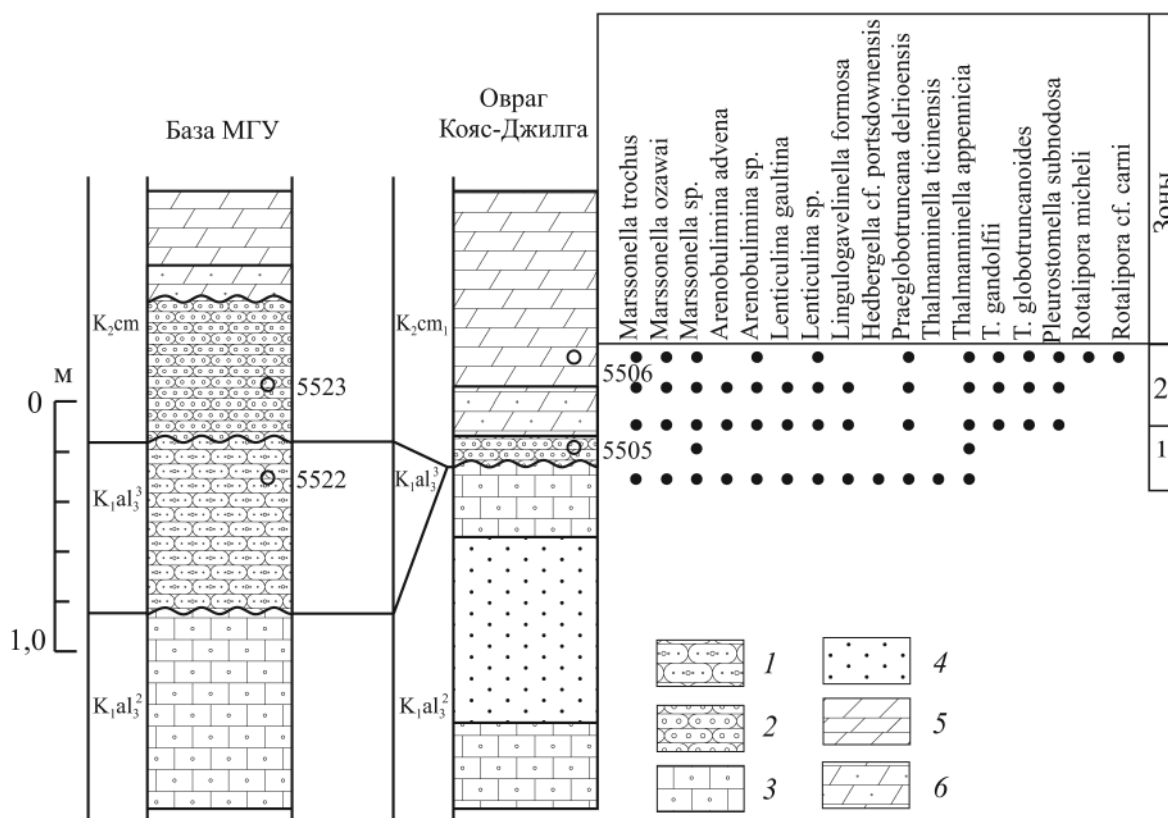 База МГУ
Овраг
Кояс-Джилга
Marssonella trochus
Marssonella ozawai
Marssonella sp.
Arenobulimina advena
Arenobulimina sp.
Lenticulina gaultina
Lenticulina sp.
Lingulogavelinella formosa
Hedbergella cf. portsdownensis
Praeglobotruncana delrioensis
Thalmanninella ticinensis
Thalmaninella appennicia
T. gandolfii
T. globotruncanoides
Pleurostomella subnodosa
Rotalipora micheli
Rotalipora cf. carni
Зоны
м
0
1,0
K₂cm
K₁al₃³
K₁al₃²
5523
5522
K₂cm₁
K₁al₃³
K₁al₃²
5506
5505
2
1
1
2
3
4
5
6